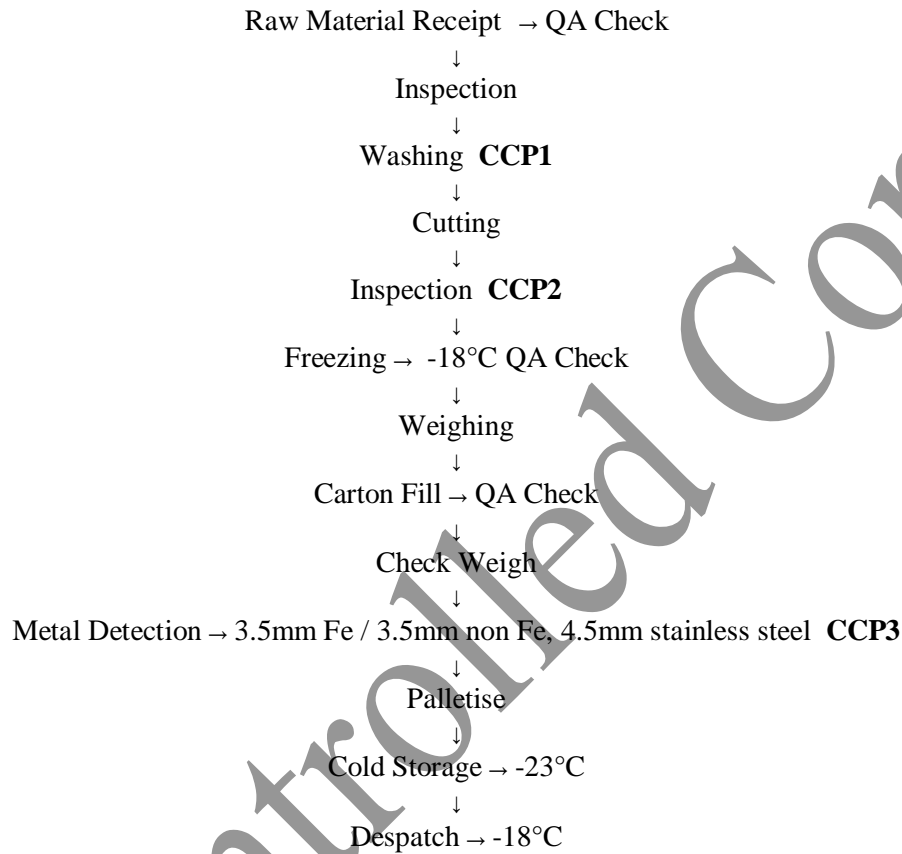 Raw Material Receipt → QA Check
↓
Inspection
↓
Washing CCP1
↓
Cutting
↓
Inspection CCP2
↓
Freezing → -18°C QA Check
↓
Weighing
↓
Carton Fill → QA Check
↓
Check Weigh
↓
Metal Detection → 3.5mm Fe / 3.5mm non Fe, 4.5mm stainless steel CCP3
↓
Palletise
↓
Cold Storage → -23°C
↓
Despatch → -18°C
ntrolled Co